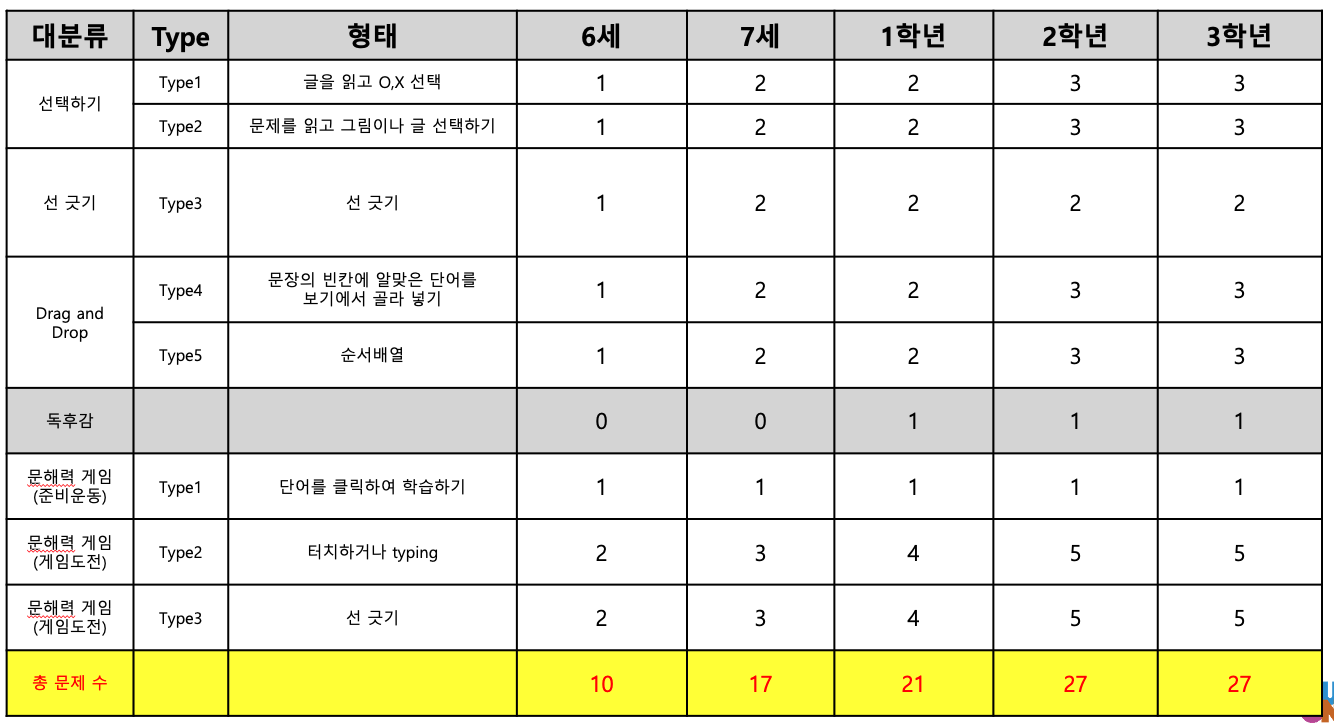 대분류 Type 형태 6세 7세 1학년 2학년 3학년
선택하기 Type1 글을 읽고 O,X 선택 1 2 2 3 3
Type2 문제를 읽고 그림이나 글 선택하기 1 2 2 3 3
선 긋기 Type3 선 긋기 1 2 2 2 2
Drag and
Drop
Type4 문장의 빈칸에 알맞은 단어를
보기에서 골라 넣기 1 2 2 3 3
Type5 순서배열 1 2 2 3 3
독후감 0 0 1 1 1
문해력 게임
(준비운동) Type1 단어를 클릭하여 학습하기 1 1 1 1 1
문해력 게임
(게임도전) Type2 터치하거나 typing 2 3 4 5 5
문해력 게임
(게임도전) Type3 선 긋기 2 3 4 5 5
총 문제 수 10 17 21 27 27